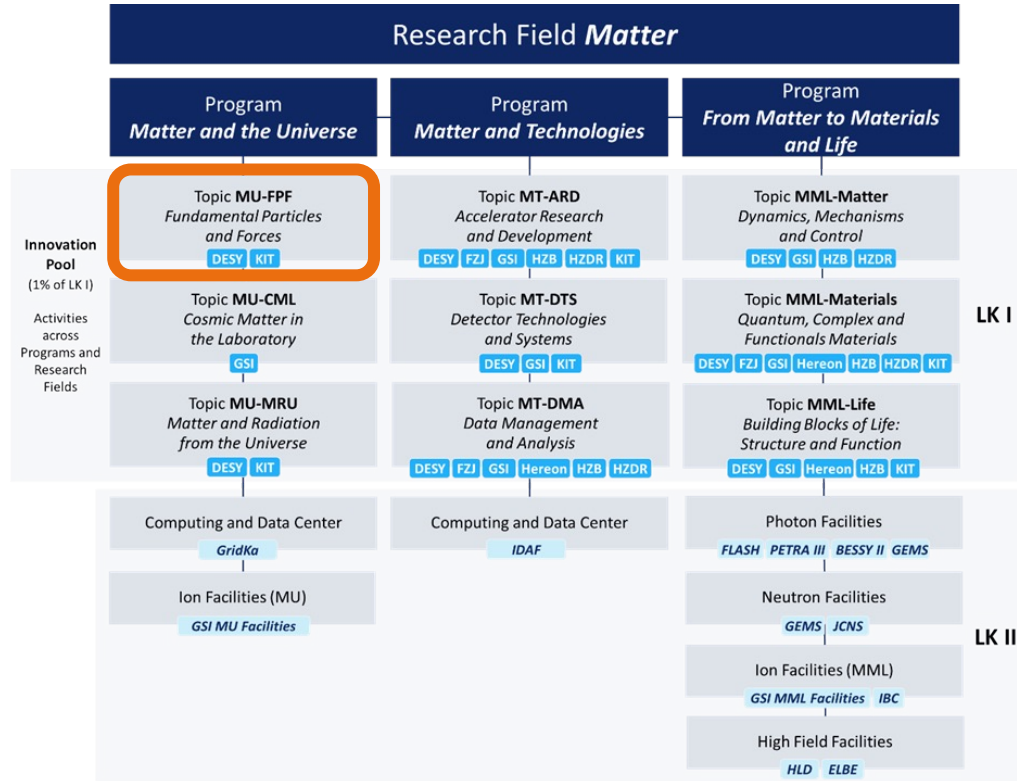 Research Field Matter
Program
Matter and the Universe
Program
Matter and Technologies
Program
From Matter to Materials
and Life
Innovation
Pool
(1% of LK I)
Activities
across
Programs and
Research
Fields
Topic MU-FPF
Fundamental Particles
and Forces
DESY KIT
Topic MT-ARD
Accelerator Research
and Development
DESY FZJ GSI HZB HZDR KIT
Topic MML-Matter
Dynamics, Mechanisms
and Control
DESY GSI HZB HZDR
Topic MU-CML
Cosmic Matter in
the Laboratory
GSI
Topic MT-DTS
Detector Technologies
and Systems
DESY GSI KIT
Topic MML-Materials
Quantum, Complex and
Functionals Materials
DESY FZJ GSI Hereon HZB HZDR KIT
LK I
Topic MU-MRU
Matter and Radiation
from the Universe
DESY KIT
Topic MT-DMA
Data Management
and Analysis
DESY FZJ GSI Hereon HZB HZDR
Topic MML-Life
Building Blocks of Life:
Structure and Function
DESY GSI Hereon HZB KIT
Computing and Data Center
GridKa
Computing and Data Center
IDAF
Photon Facilities
FLASH PETRA III BESSY II GEMS
Ion Facilities (MU)
GSI MU Facilities
Neutron Facilities
GEMS JCNS
LK II
Ion Facilities (MML)
GSI MML Facilities IBC
High Field Facilities
HLD ELBE